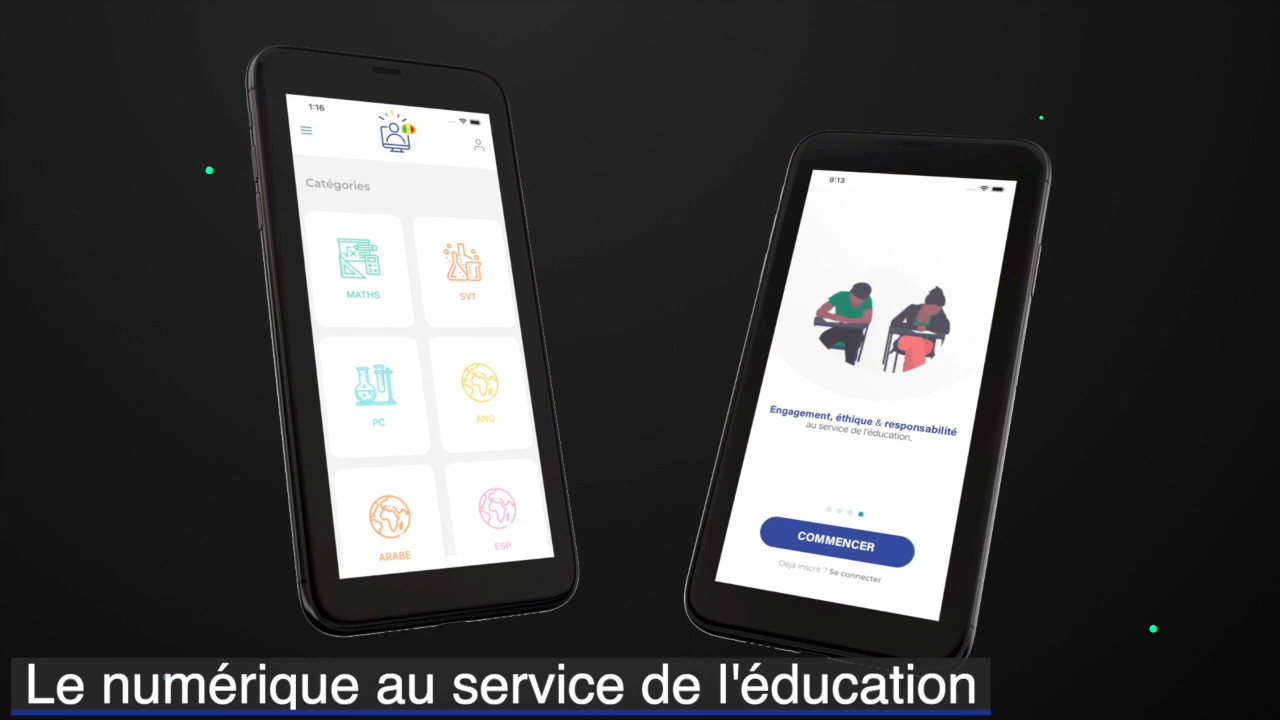 1:16
Catégories
MATHS
SVT
PC
ANG
ARABE
ESP
9:13
Engagement, éthique & responsabilité
au service de l'éducation.
COMMENCER
Déjà inscrit ? Se connecter
Le numérique au service de l'éducation